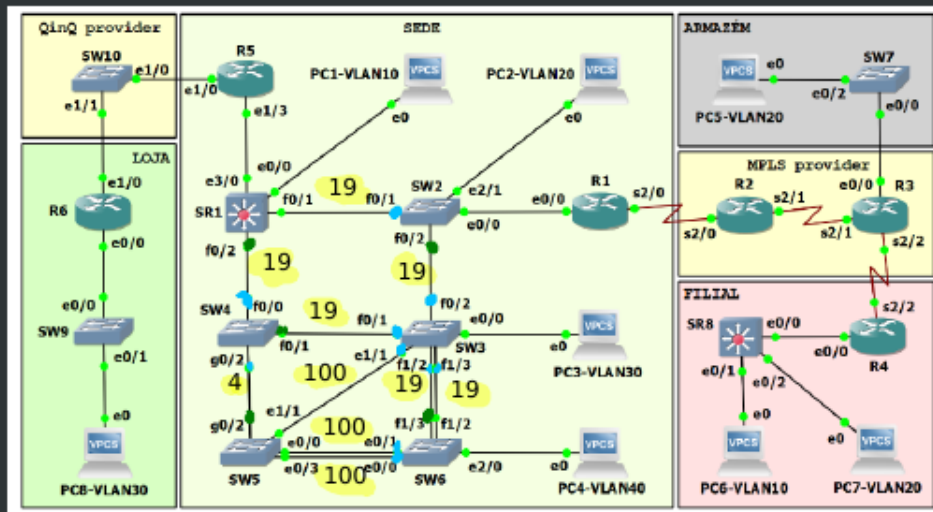 QinQ provider
SW10
e1/0
e1/1
LOJA
e1/0
R6
e0/0
e0/0
SW9
e0/1
e0
VPCS
PC8-VLAN30
SEDE
R5
e1/0
e1/3
VPCS
PC1-VLAN10
e0
VPCS
PC2-VLAN20
e0
e0/0
e3/0
SR1
f0/1
19
f0/1
SW2
e2/1
e0/0
e0/0
R1
s2/0
f0/2
19
f0/2
19
f0/0
SW4
f0/1
19
f0/1
f0/2
e0/0
SW3
e0
VPCS
PC3-VLAN30
g0/2
4
100
e1/1
f1/2
f1/3
19
19
g0/2
e1/1
100
f1/3
f1/2
e0/0
e0/1
SW5
e0/3
e0/0
100
SW6
e2/0
e0
VPCS
PC4-VLAN40
ARMAZÉM
VPCS
e0
PC5-VLAN20
SW7
e0/2
e0/0
MPLS provider
R2
s2/1
s2/0
e0/0
R3
s2/1
s2/2
FILIAL
s2/2
SR8
e0/0
e0/0
R4
e0/1
e0/2
e0
e0
VPCS
PC6-VLAN10
VPCS
PC7-VLAN20